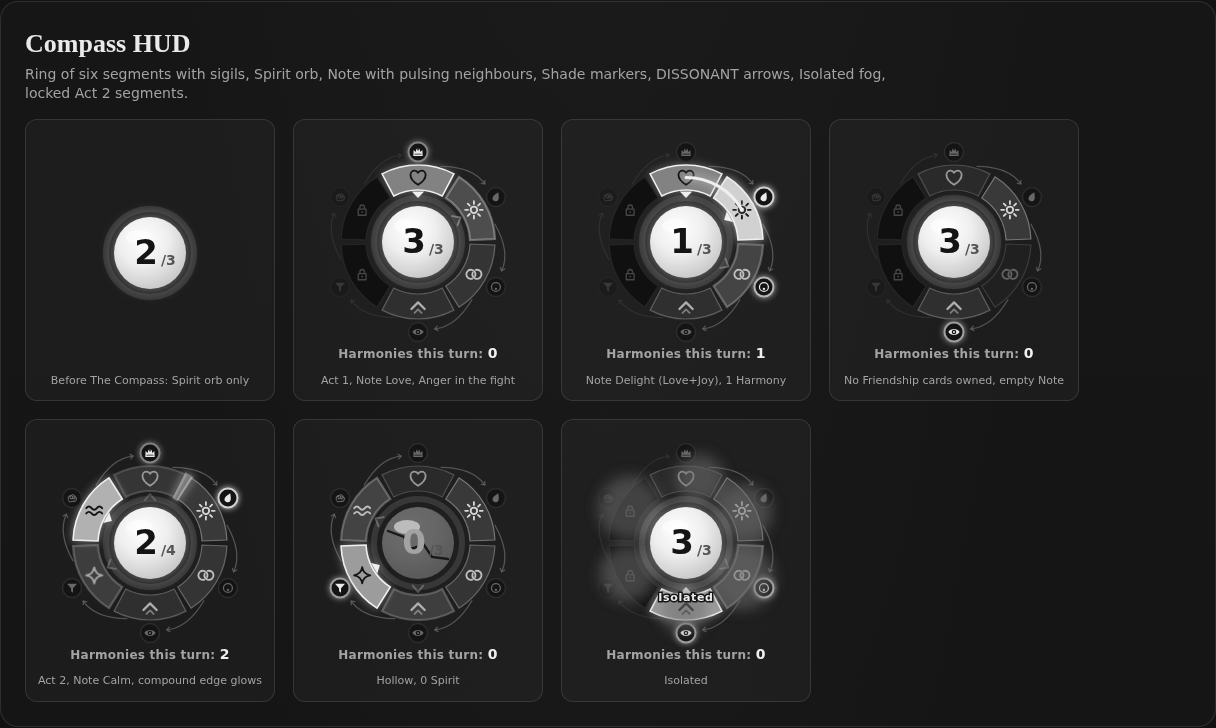 Compass HUD
Ring of six segments with sigils, Spirit orb, Note with pulsing neighbours, Shade markers, DISSONANT arrows, Isolated fog,
locked Act 2 segments.
2/3
Before The Compass: Spirit orb only
3/3
Harmonies this turn: 0
Act 1, Note Love, Anger in the fight
1/3
Harmonies this turn: 1
Note Delight (Love+Joy), 1 Harmony
3/3
Harmonies this turn: 0
No Friendship cards owned, empty Note
2/4
Harmonies this turn: 2
Act 2, Note Calm, compound edge glows
0/3
Harmonies this turn: 0
Hollow, 0 Spirit
3/3
Isolated
Harmonies this turn: 0
Isolated